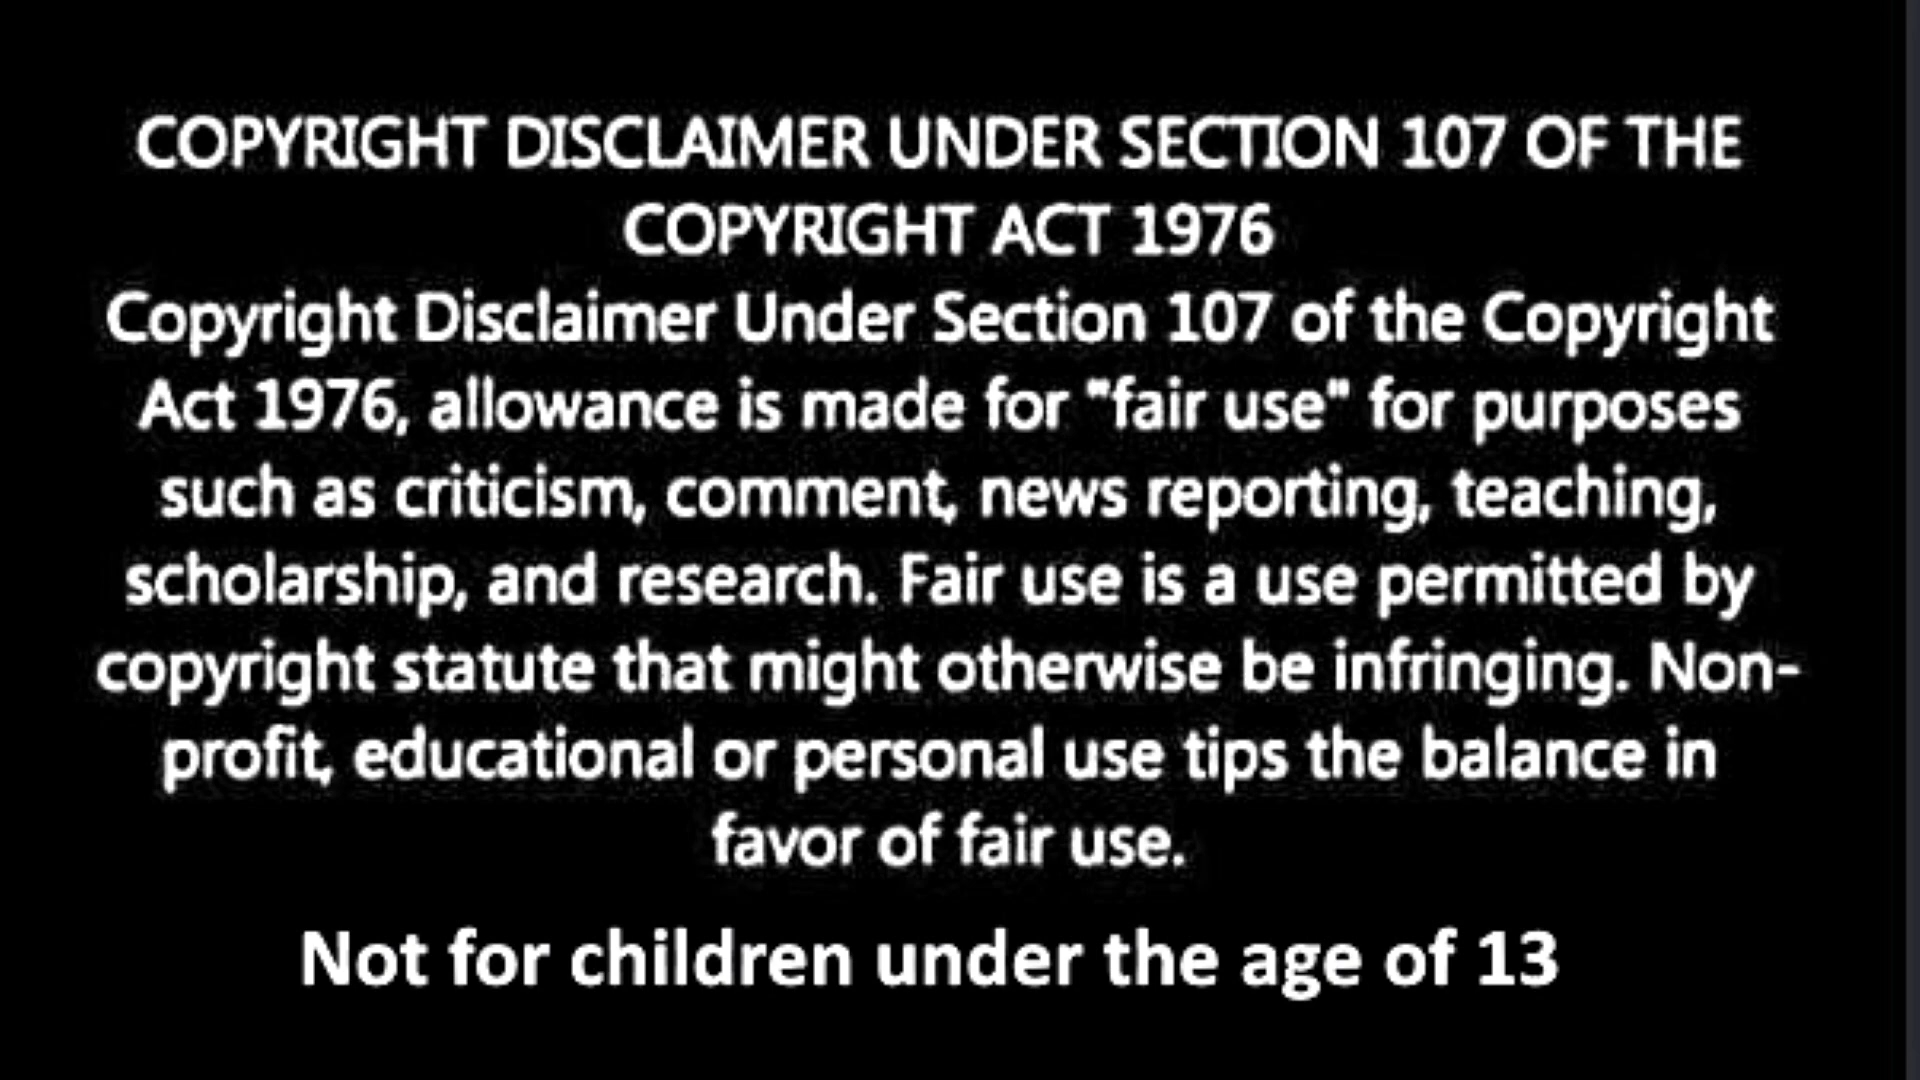 COPYRIGHT DISCLAIMER UNDER SECTION 107 OF THE
COPYRIGHT ACT 1976
Copyright Disclaimer Under Section 107 of the Copyright
Act 1976, allowance is made for "fair use" for purposes
such as criticism, comment, news reporting, teaching,
scholarship, and research. Fair use is a use permitted by
copyright statute that might otherwise be infringing. Non-
profit, educational or personal use tips the balance in
favor of fair use.
Not for children under the age of 13